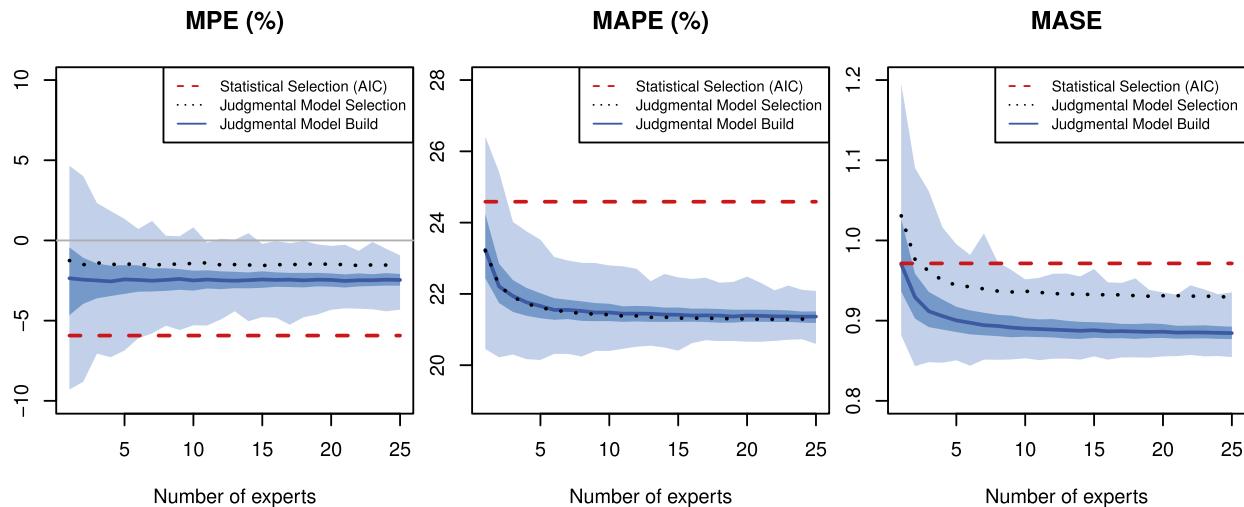 MPE (%)
10
5
0
−5
−10
5
10
15
20
25
Number of experts
Statistical Selection (AIC)
Judgmental Model Selection
Judgmental Model Build
MAPE (%)
28
26
24
22
20
5
10
15
20
25
Number of experts
Statistical Selection (AIC)
Judgmental Model Selection
Judgmental Model Build
MASE
1.2
1.1
1.0
0.9
0.8
5
10
15
20
25
Number of experts
Statistical Selection (AIC)
Judgmental Model Selection
Judgmental Model Build